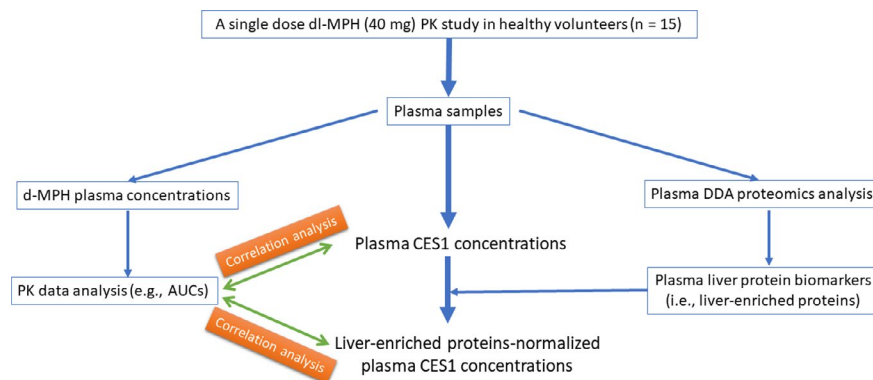 A single dose dl-MPH (40 mg) PK study in healthy volunteers (n = 15)
Plasma samples
d-MPH plasma concentrations
Plasma DDA proteomics analysis
Correlation analysis
Plasma CES1 concentrations
PK data analysis (e.g., AUCs)
Plasma liver protein biomarkers
(i.e., liver-enriched proteins)
Correlation analysis
Liver-enriched proteins-normalized
plasma CES1 concentrations